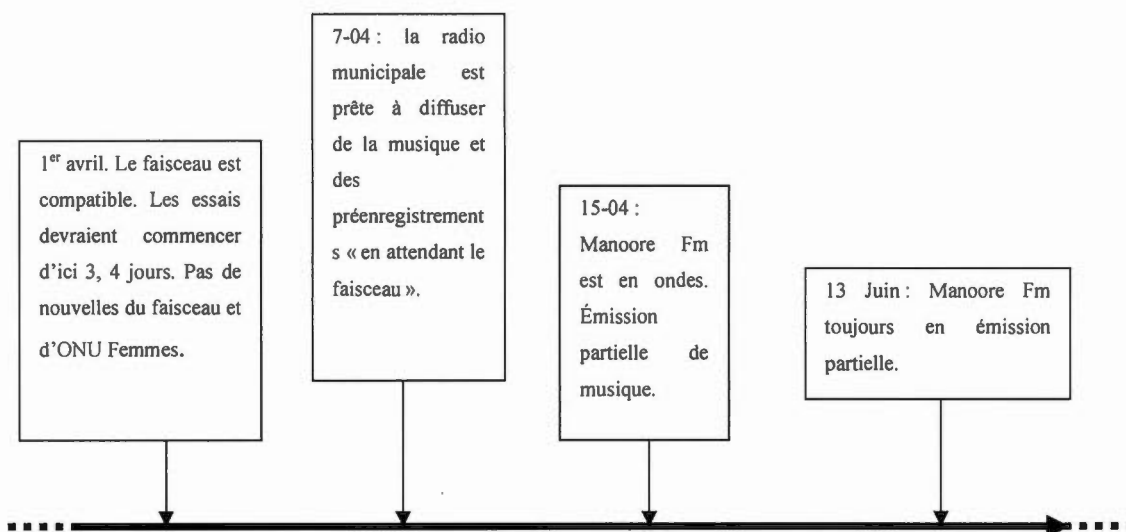 1er avril. Le faisceau est
compatible. Les essais
devraient commencer
d'ici 3, 4 jours. Pas de
nouvelles du faisceau et
d'ONU Femmes.
7-04 : la radio
municipale est
prête à diffuser
de la musique et
des
préenregistrement
s « en attendant le
faisceau ».
15-04 :
Manoore Fm
est en ondes.
Émission
partielle de
musique.
13 Juin : Manoore Fm
toujours en émission
partielle.